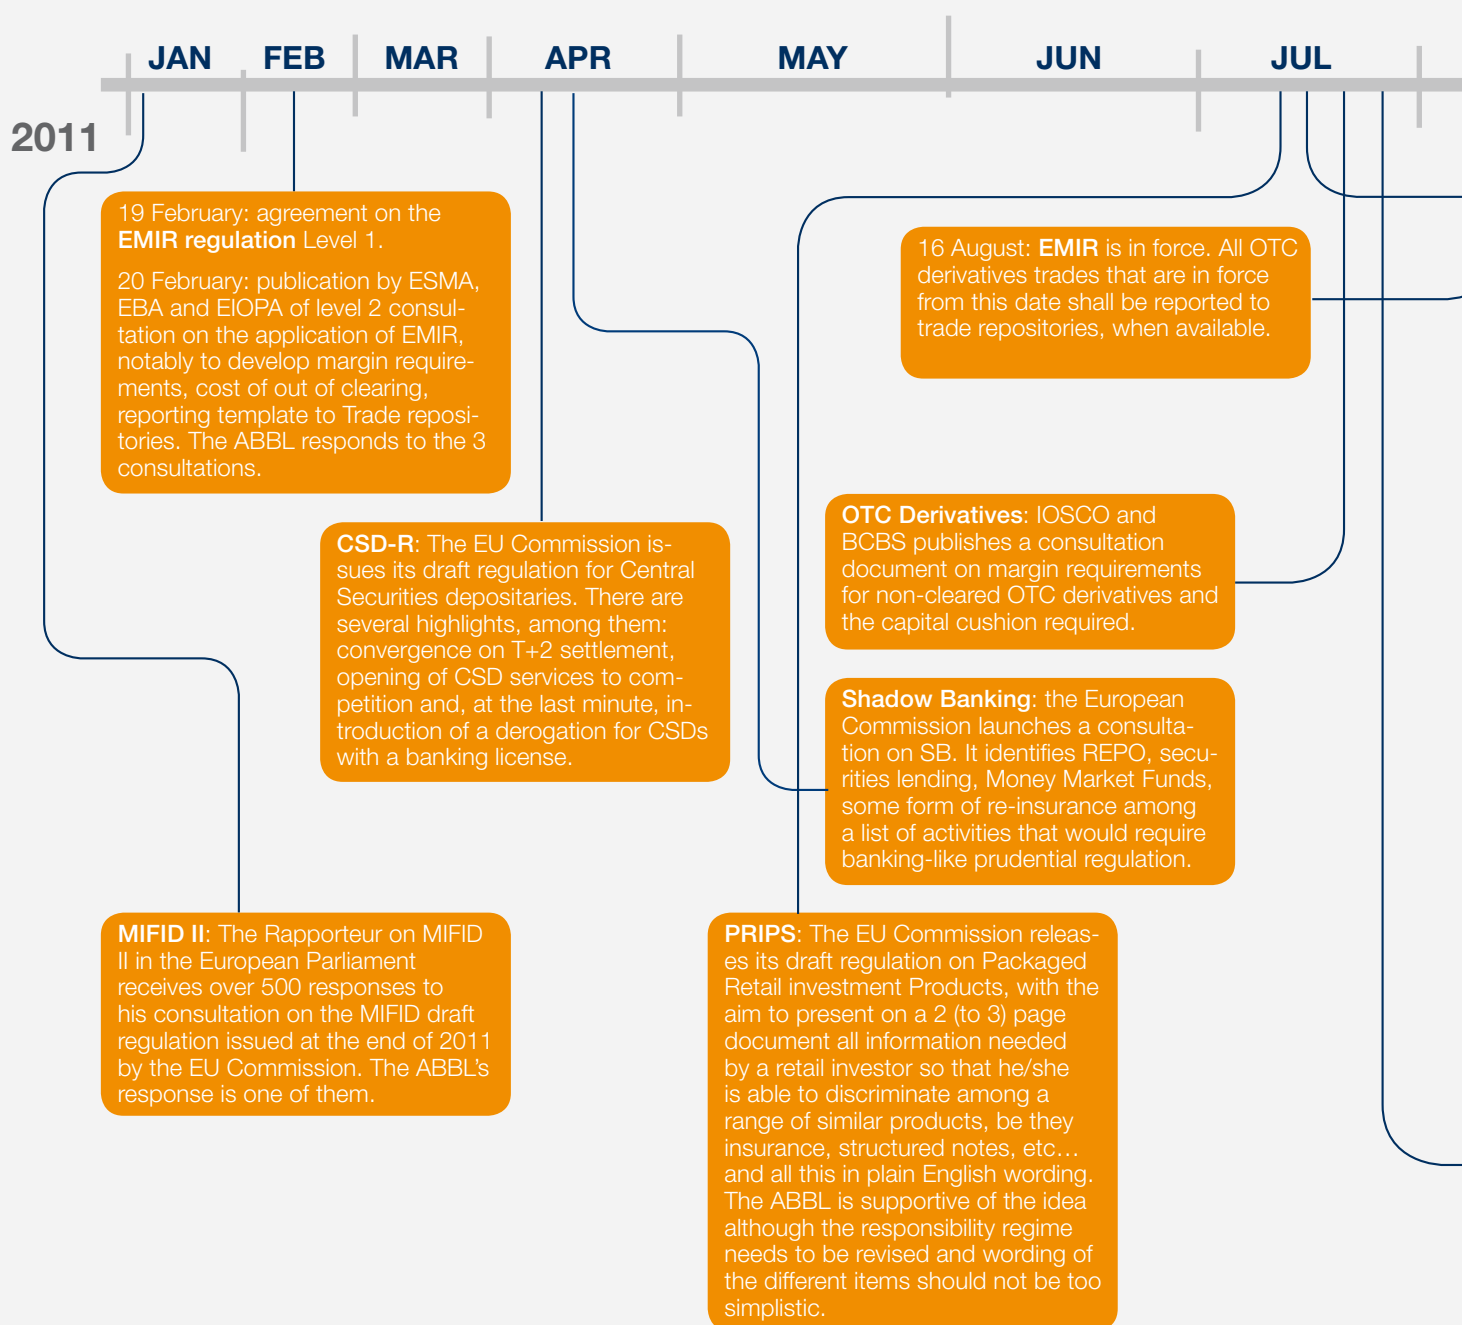 JAN FEB MAR APR MAY JUN JUL
2011
19 February: agreement on the
EMIR regulation Level 1.
20 February: publication by ESMA,
EBA and EIOPA of level 2 consul-
tation on the application of EMIR,
notably to develop margin require-
ments, cost of out of clearing,
reporting template to Trade reposi-
tories. The ABBL responds to the 3
consultations.
16 August: EMIR is in force. All OTC
derivatives trades that are in force
from this date shall be reported to
trade repositories, when available.
CSD-R: The EU Commission is-
sues its draft regulation for Central
Securities depositaries. There are
several highlights, among them:
convergence on T+2 settlement,
opening of CSD services to com-
petition and, at the last minute, in-
troduction of a derogation for CSDs
with a banking license.
OTC Derivatives: IOSCO and
BCBS publishes a consultation
document on margin requirements
for non-cleared OTC derivatives and
the capital cushion required.
Shadow Banking: the European
Commission launches a consulta-
tion on SB. It identifies REPO, secu-
rities lending, Money Market Funds,
some form of re-insurance among
a list of activities that would require
banking-like prudential regulation.
MIFID II: The Rapporteur on MIFID
II in the European Parliament
receives over 500 responses to
his consultation on the MIFID draft
regulation issued at the end of 2011
by the EU Commission. The ABBL's
response is one of them.
PRIPS: The EU Commission releas-
es its draft regulation on Packaged
Retail investment Products, with the
aim to present on a 2 (to 3) page
document all information needed
by a retail investor so that he/she
is able to discriminate among a
range of similar products, be they
insurance, structured notes, etc…
and all this in plain English wording.
The ABBL is supportive of the idea
although the responsibility regime
needs to be revised and wording of
the different items should not be too
simplistic.